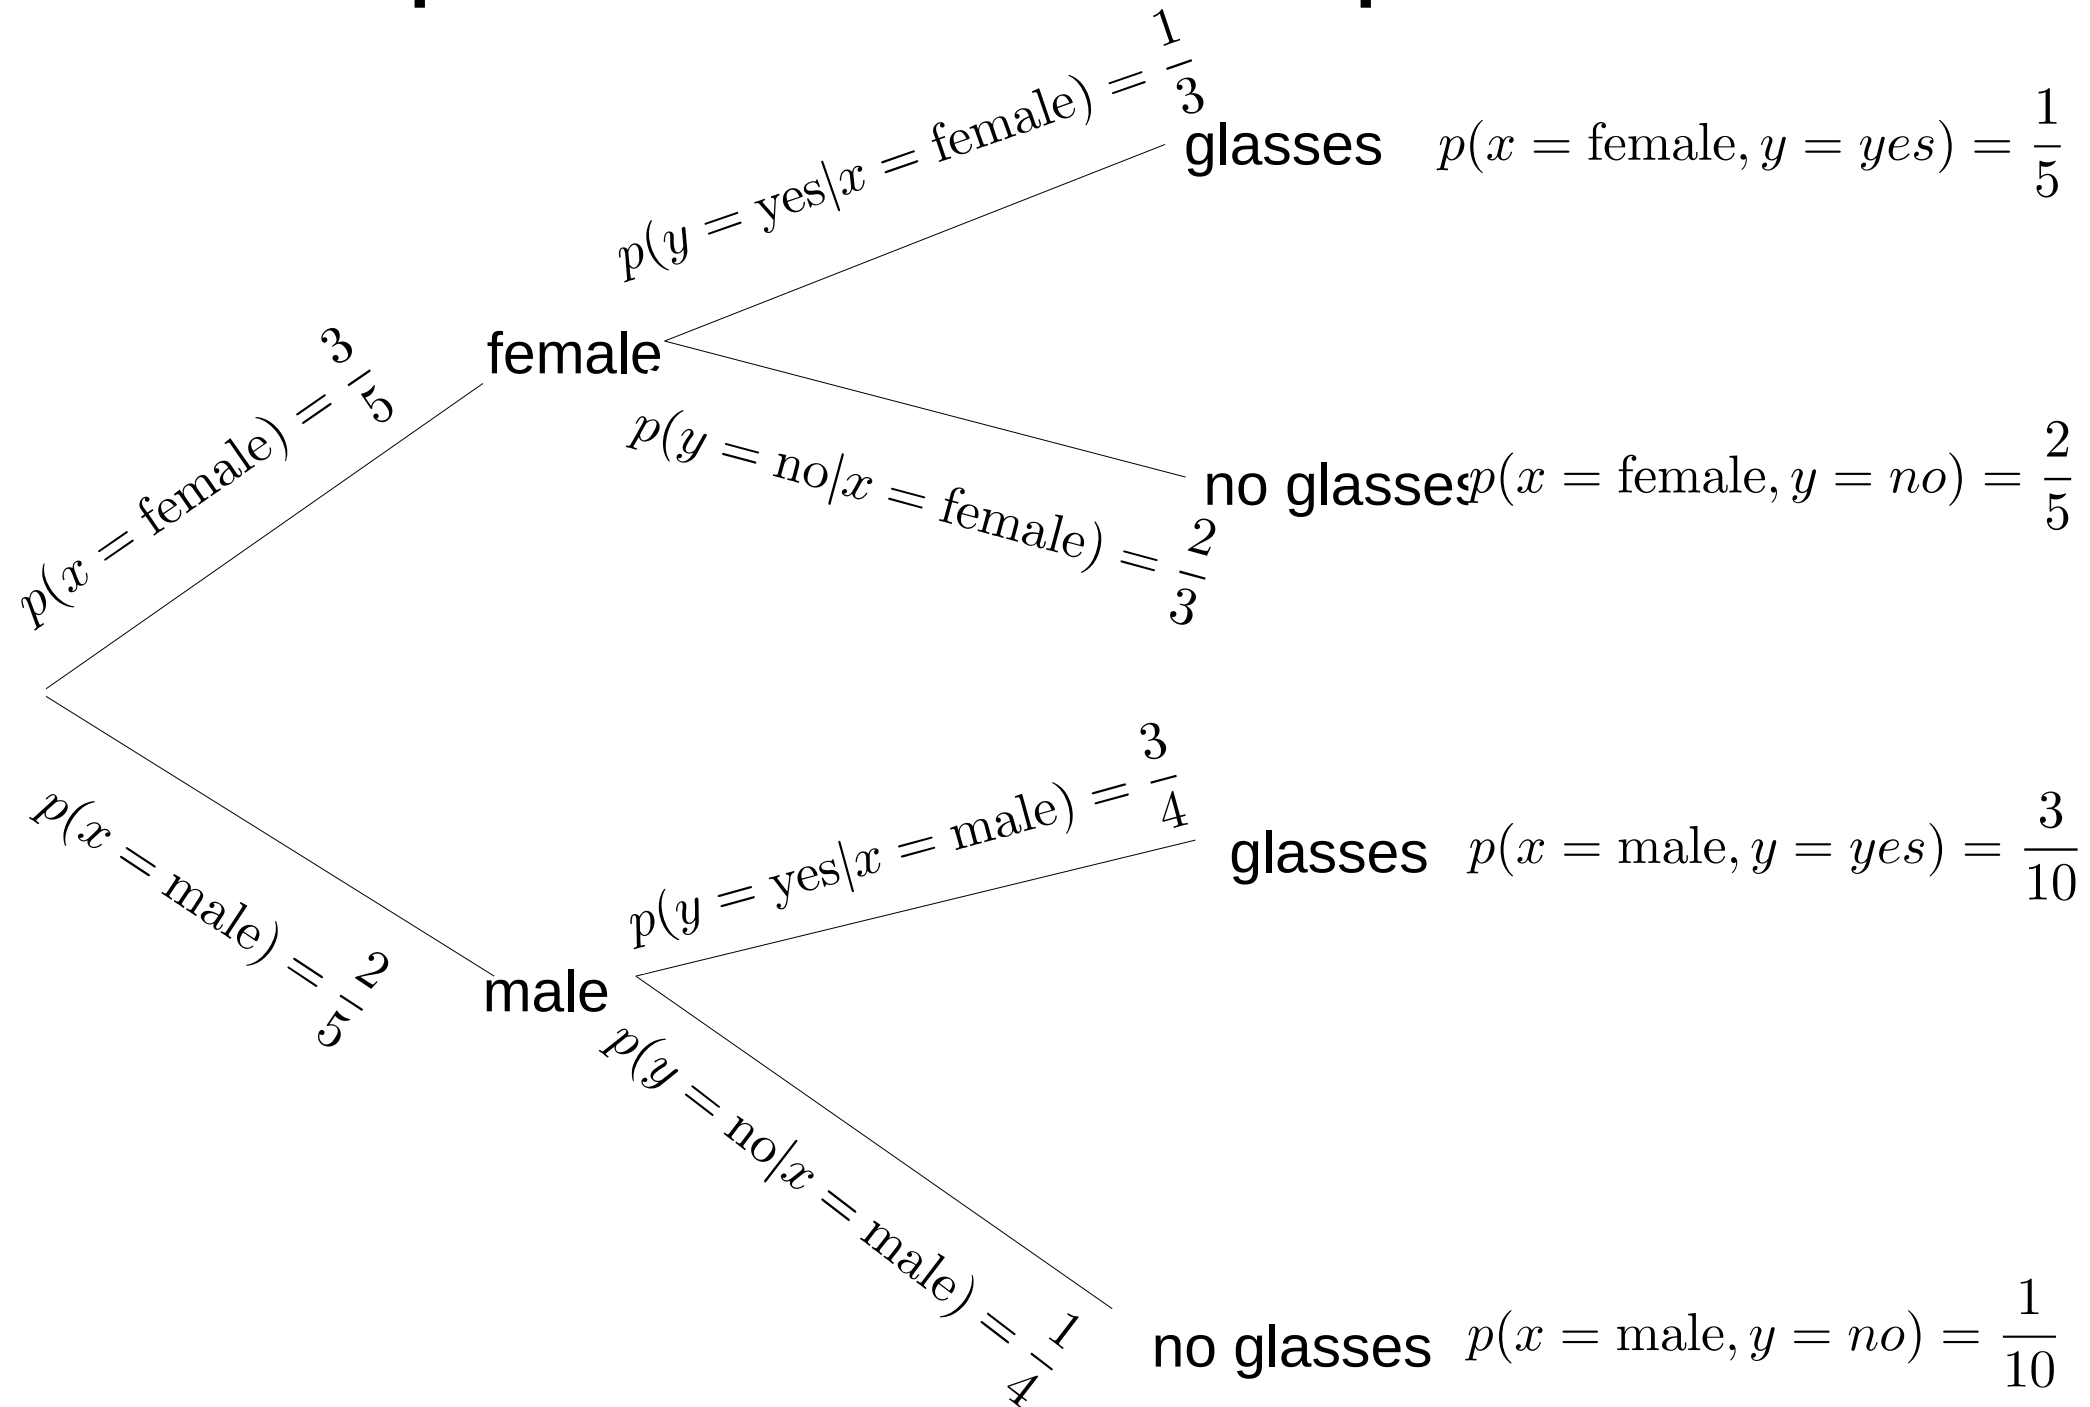 p(y = yes|x = female) = 1/3
glasses
p(x = female, y = yes) = 1/5
p(x = female) = 3/5
female
p(y = no|x = female) = 2/3
no glasses
p(x = female, y = no) = 2/5
p(x = male) = 2/5
male
p(y = yes|x = male) = 3/4
glasses
p(x = male, y = yes) = 3/10
p(y = no|x = male) = 1/4
no glasses
p(x = male, y = no) = 1/10